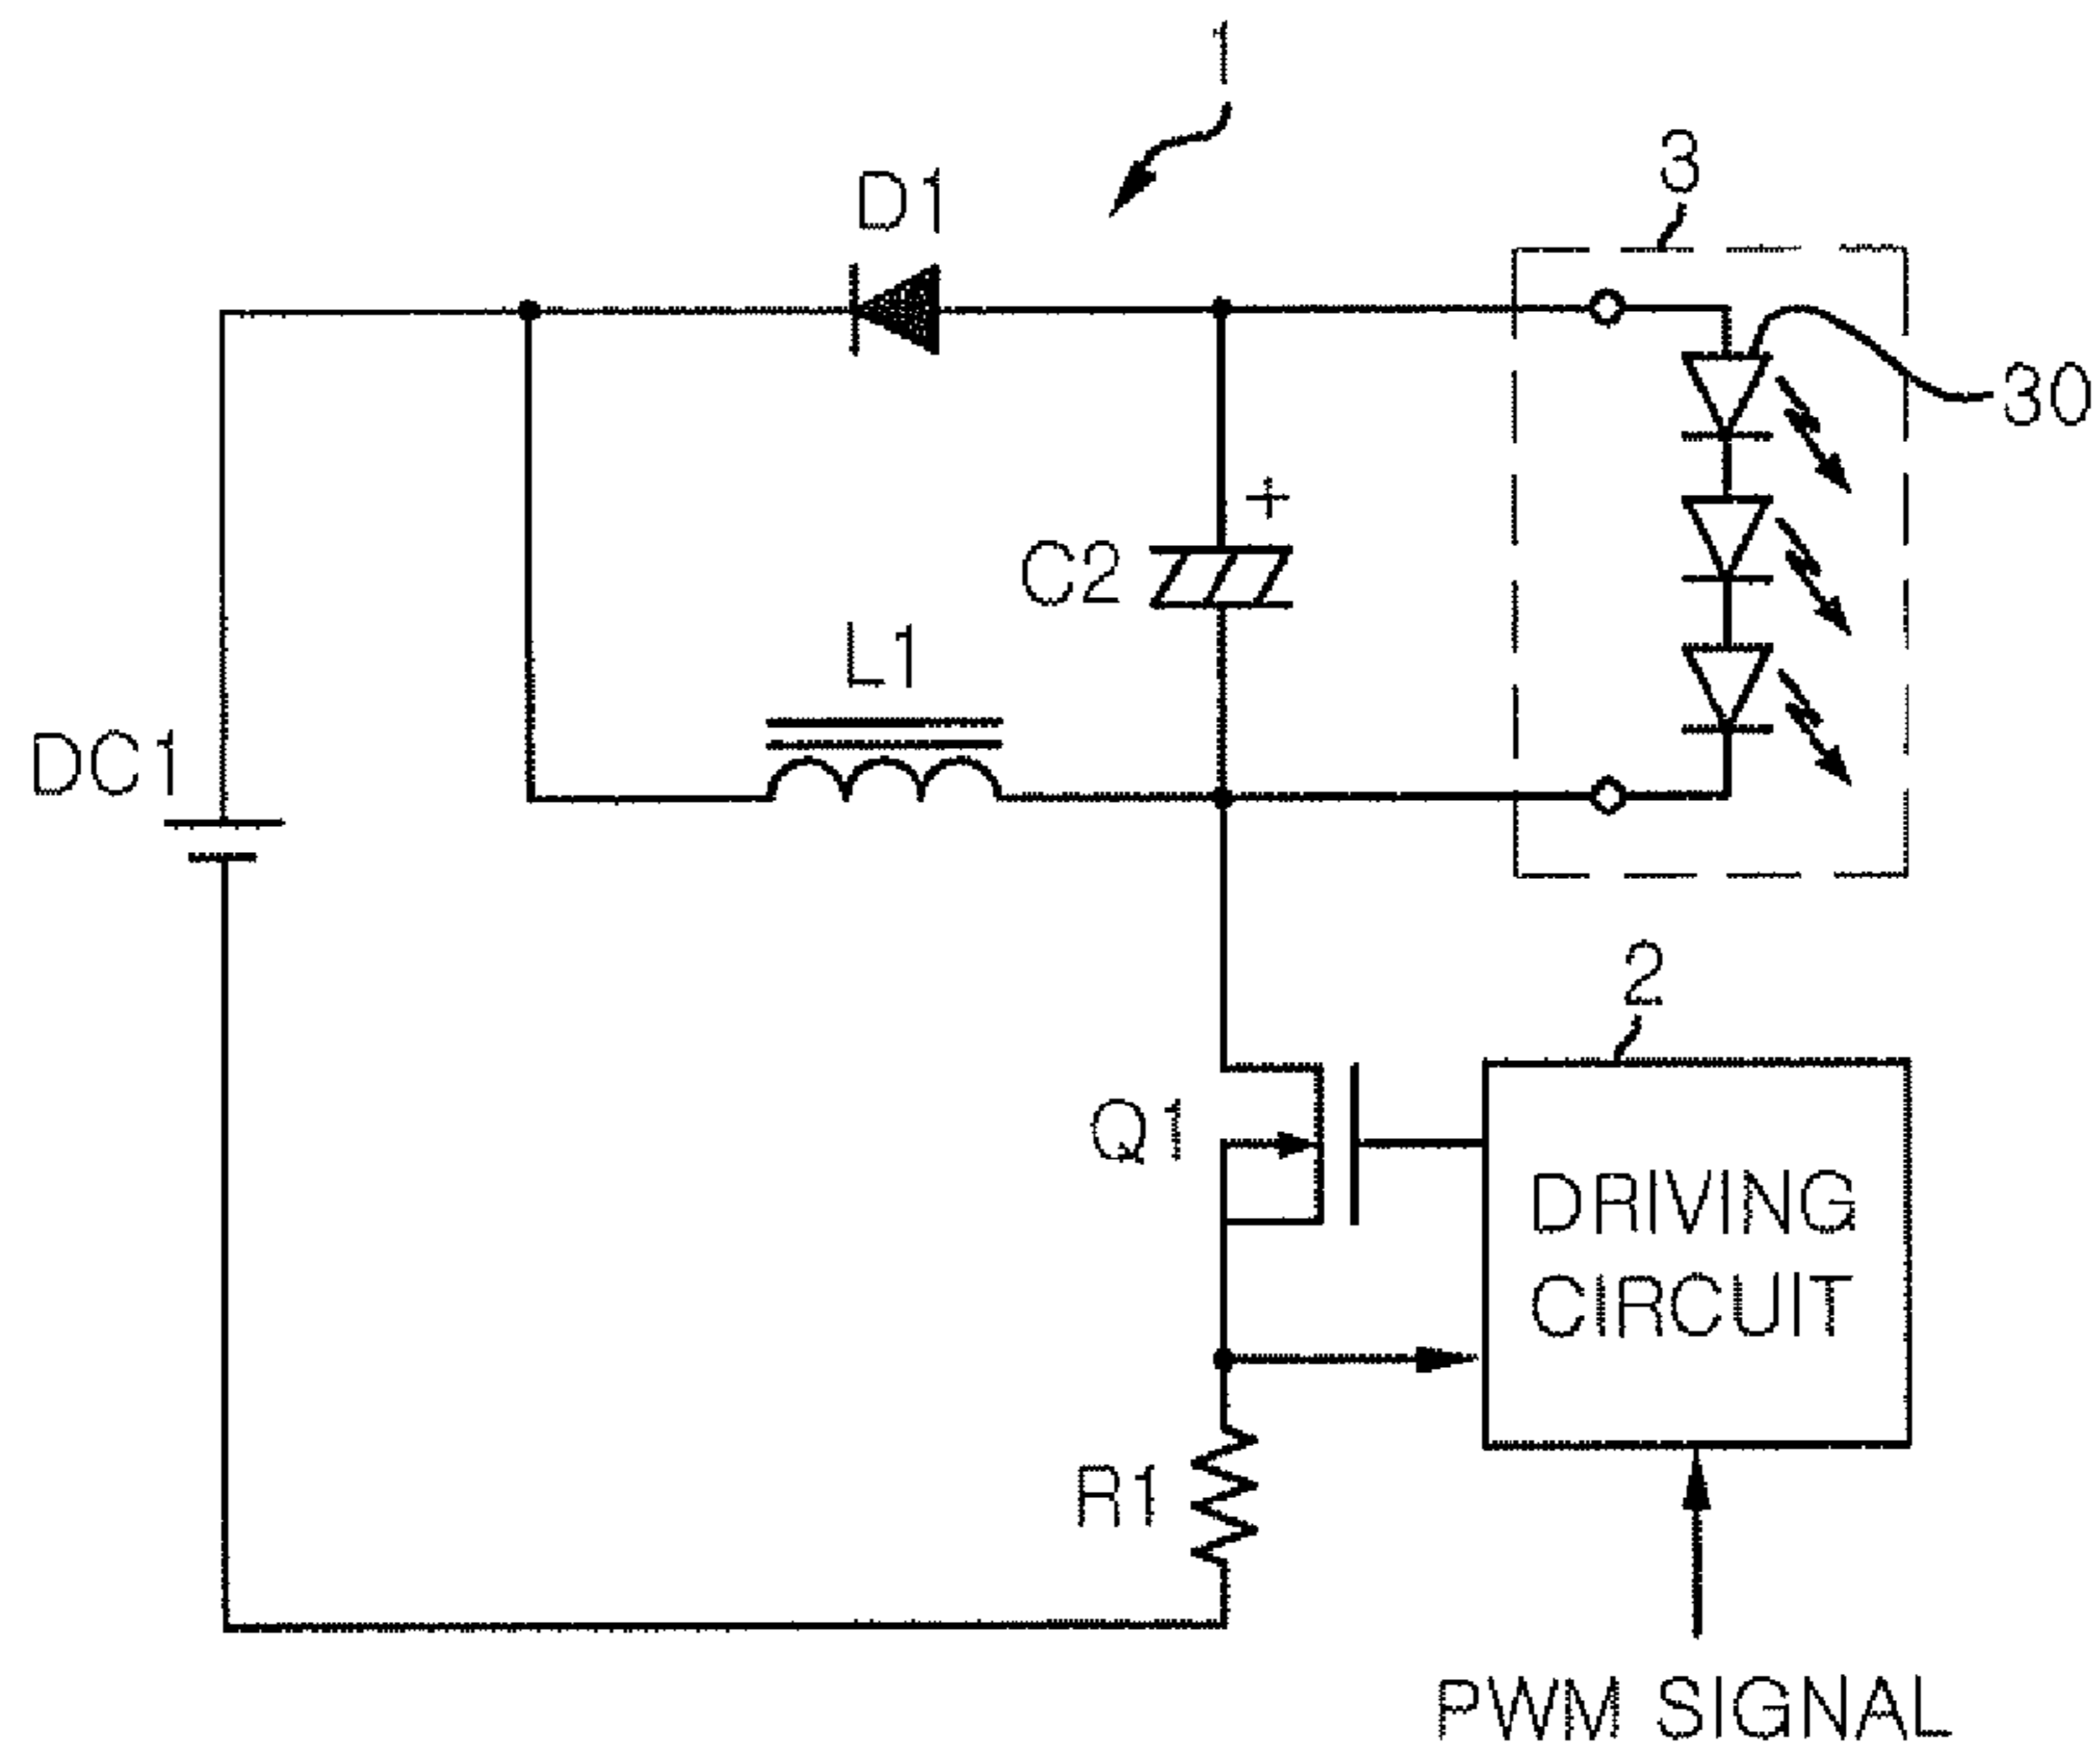 1
D1
3
30
+
C2
L1
DC1
2
Q1
DRIVING
CIRCUIT
R1
PWM SIGNAL